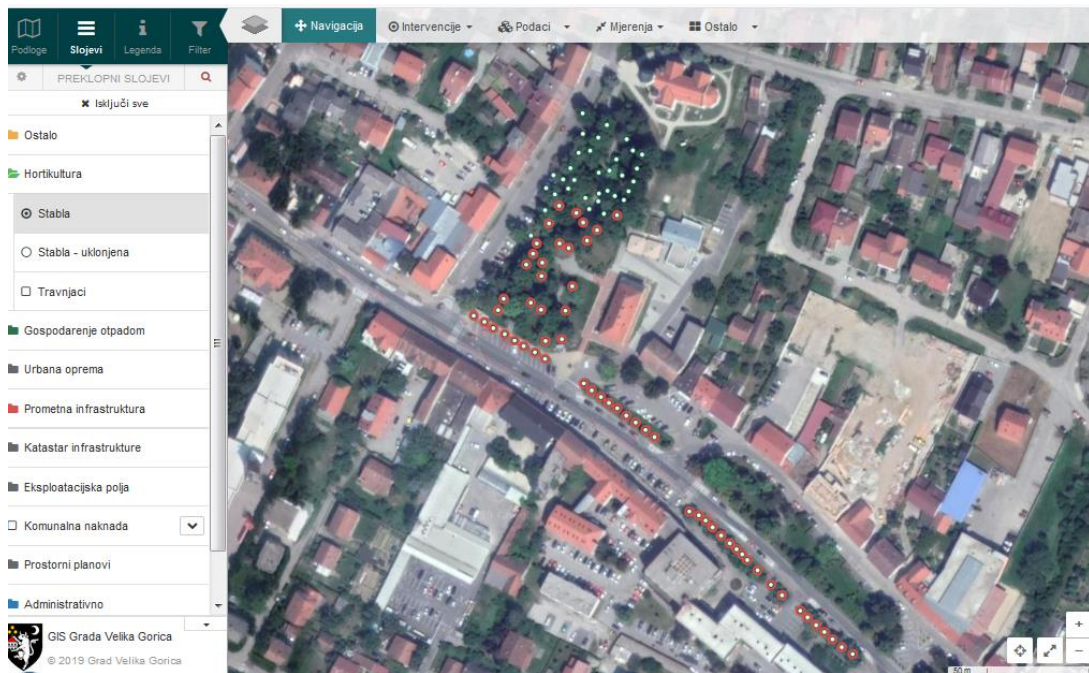 Podloge
Slojevi
Legenda
Filter
Navigacija
Intervencije
Podaci
Mjerenja
Ostalo
PREKLOPNI SLOJEVI
Isključi sve
Ostalo
Hortikultura
Stabla
Stabla - uklonjena
Travnjaci
Gospodarenje otpadom
Urbana oprema
Prometna infrastruktura
Katastar infrastrukture
Eksploatacijska polja
Komunalna naknada
Prostorni planovi
Administrativno
GIS Grada Velika Gorica
© 2019 Grad Velika Gorica
50 m